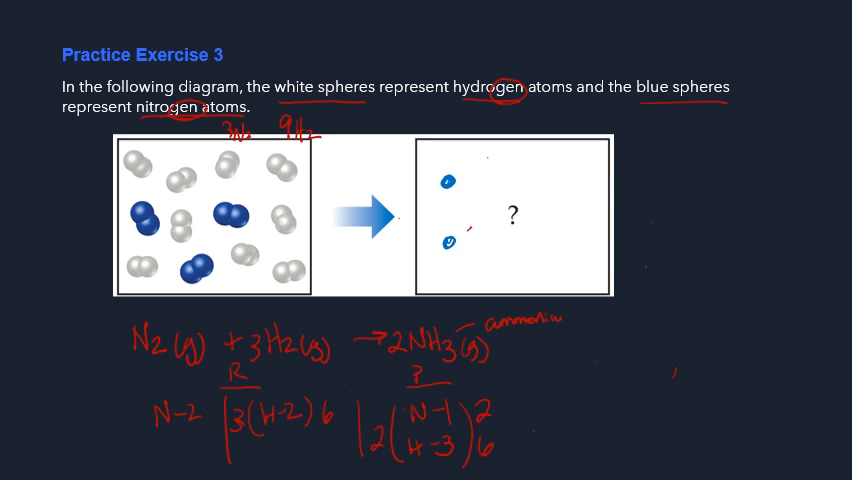 Practice Exercise 3
In the following diagram, the white spheres represent hydrogen atoms and the blue spheres
represent nitrogen atoms.
3N2 9H2
?
N2(g) + 3H2(g) → 2NH3(g) ammonia
R P
N-2 3(H-2) 6 2(N-1) 2
H-3 6